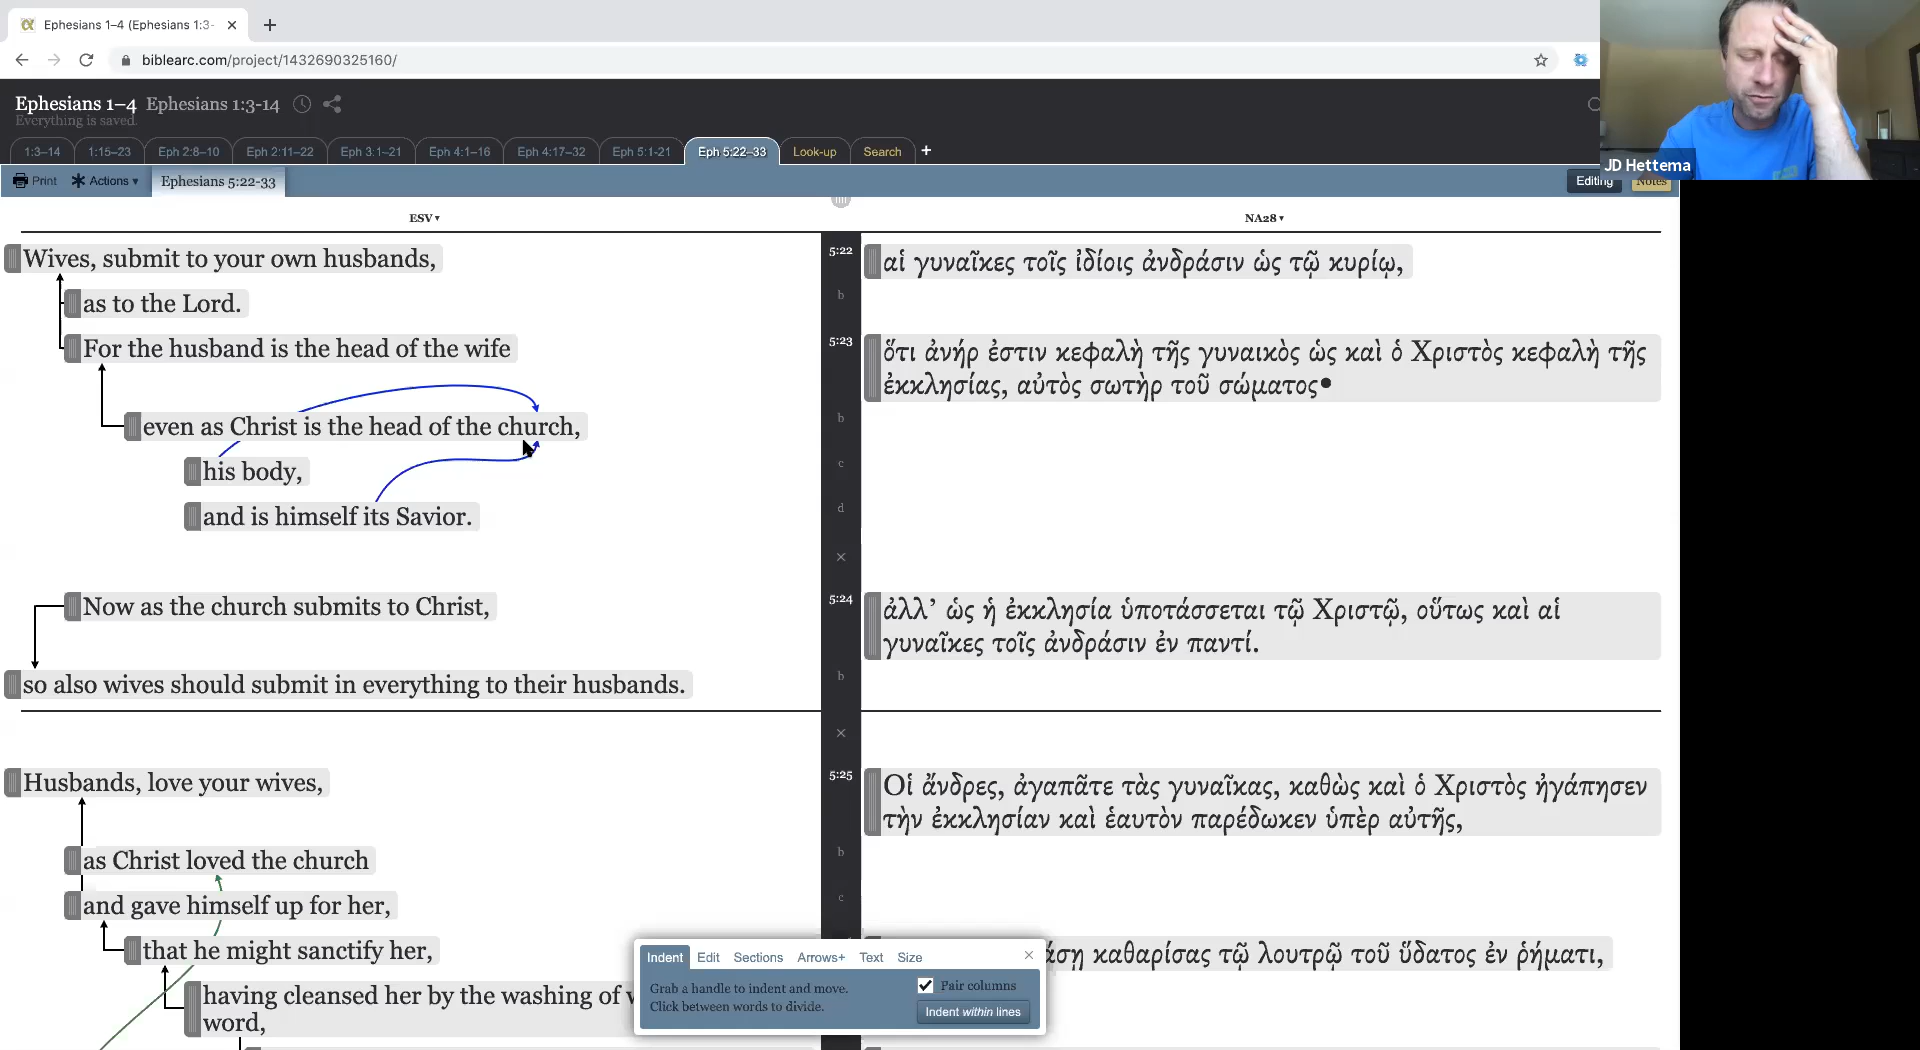 Ephesians 1–4 (Ephesians 1:3-
biblearc.com/project/1432690325160/
Ephesians 1–4 Ephesians 1:3-14
Everything is saved.
1:3–14 1:15–23 Eph 2:8–10 Eph 2:11–22 Eph 3:1–21 Eph 4:1–16 Eph 4:17–32 Eph 5:1-21 Eph 5:22–33 Look-up Search +
JD Hettema
Print Actions ▾ Ephesians 5:22-33 Editing Notes
ESV ▾ NA28 ▾
Wives, submit to your own husbands, 5:22 αἱ γυναῖκες τοῖς ἰδίοις ἀνδράσιν ὡς τῷ κυρίῳ,
as to the Lord. b
For the husband is the head of the wife 5:23 ὅτι ἀνήρ ἐστιν κεφαλὴ τῆς γυναικὸς ὡς καὶ ὁ Χριστὸς κεφαλὴ τῆς
ἐκκλησίας, αὐτὸς σωτὴρ τοῦ σώματος•
even as Christ is the head of the church, b
his body, c
and is himself its Savior. d
×
Now as the church submits to Christ, 5:24 ἀλλ’ ὡς ἡ ἐκκλησία ὑποτάσσεται τῷ Χριστῷ, οὕτως καὶ αἱ
γυναῖκες τοῖς ἀνδράσιν ἐν παντί.
so also wives should submit in everything to their husbands. b
×
Husbands, love your wives, 5:25 Οἱ ἄνδρες, ἀγαπᾶτε τὰς γυναῖκας, καθὼς καὶ ὁ Χριστὸς ἠγάπησεν
τὴν ἐκκλησίαν καὶ ἑαυτὸν παρέδωκεν ὑπὲρ αὐτῆς,
as Christ loved the church b
and gave himself up for her, c
that he might sanctify her, άσῃ καθαρίσας τῷ λουτρῷ τοῦ ὕδατος ἐν ῥήματι,
having cleansed her by the washing of
word,
Indent Edit Sections Arrows+ Text Size ×
Grab a handle to indent and move. Pair columns
Click between words to divide. Indent within lines